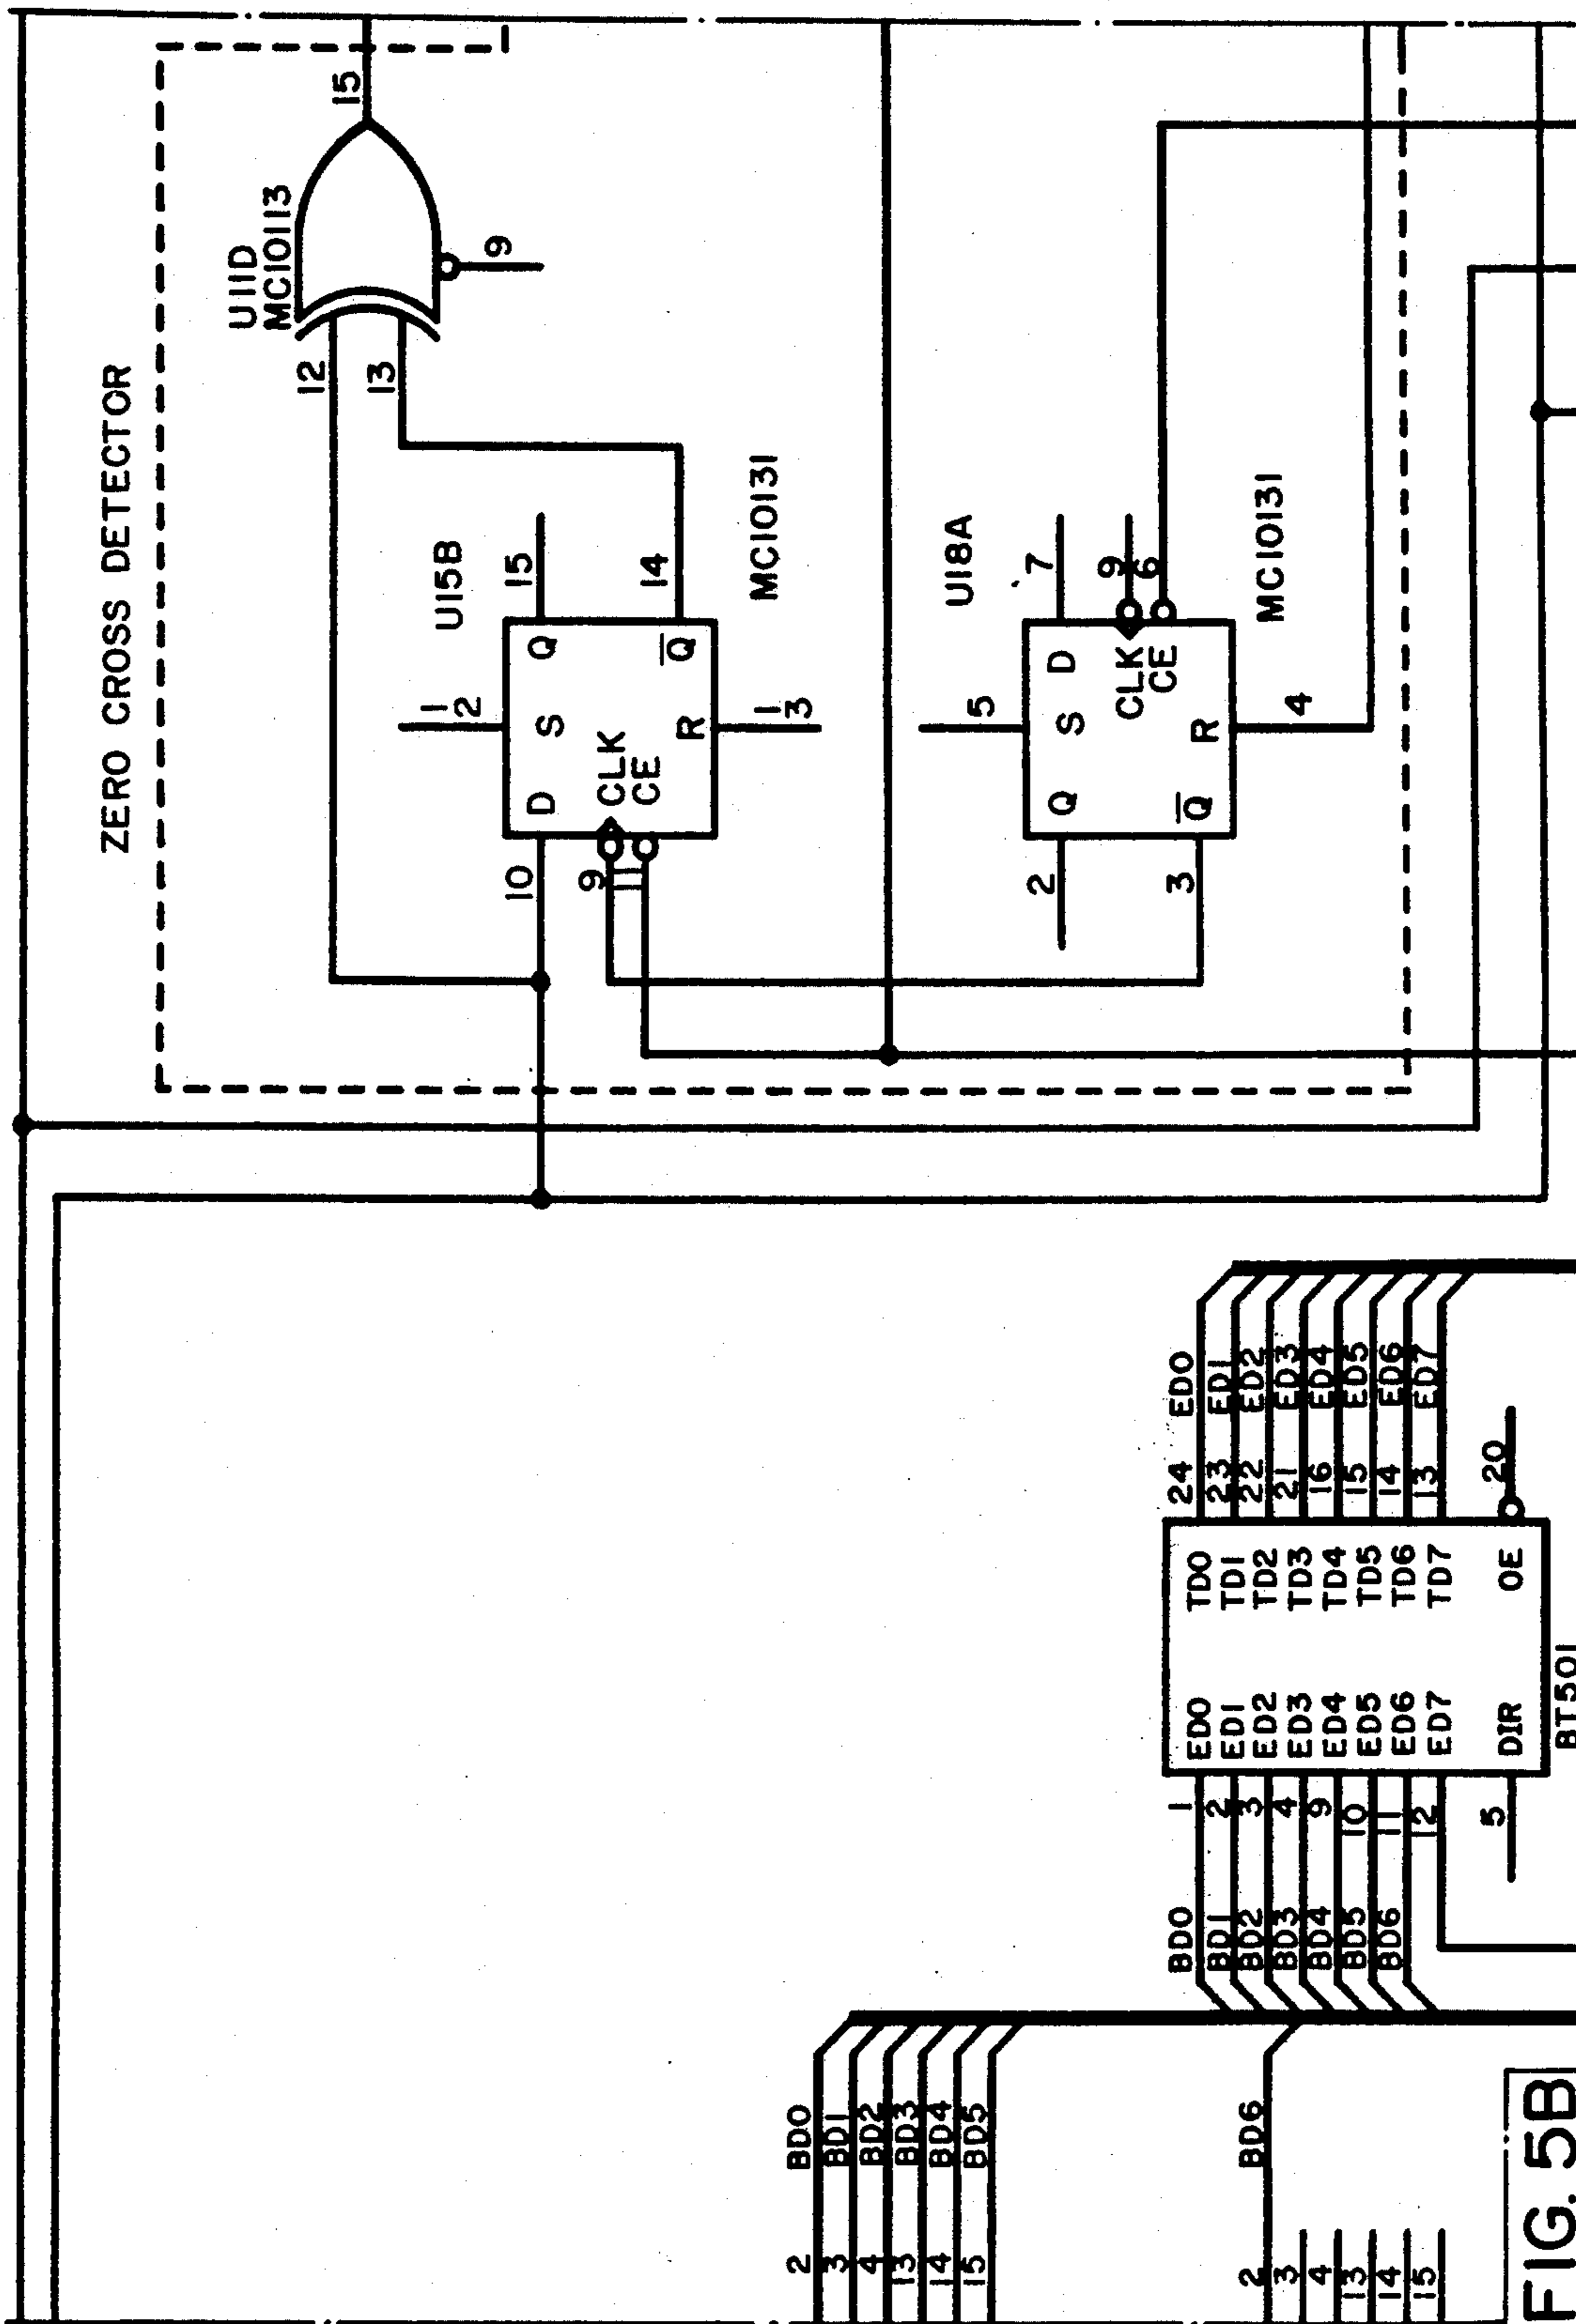 ZERO CROSS DETECTOR
U11D
MC10113
12
13
15
9
U15B
12
10
D
S
Q
15
9
CLK
11
CE
R
Q
14
13
MC10131
U18A
5
2
Q
S
D
7
CLK
9
CE
6
3
Q
R
4
MC10131
BD0
1
ED0
TD0
24
ED0
BD1
2
ED1
TD1
23
ED1
BD2
3
ED2
TD2
22
ED2
BD3
4
ED3
TD3
21
ED3
BD4
9
ED4
TD4
16
ED4
BD5
10
ED5
TD5
15
ED5
BD6
11
ED6
TD6
14
ED6
12
ED7
TD7
13
ED7
5
DIR
OE
20
BT501
2
BD0
3
BD1
4
BD2
13
BD3
14
BD4
15
BD5
2
BD6
3
4
13
14
15
FIG. 5B